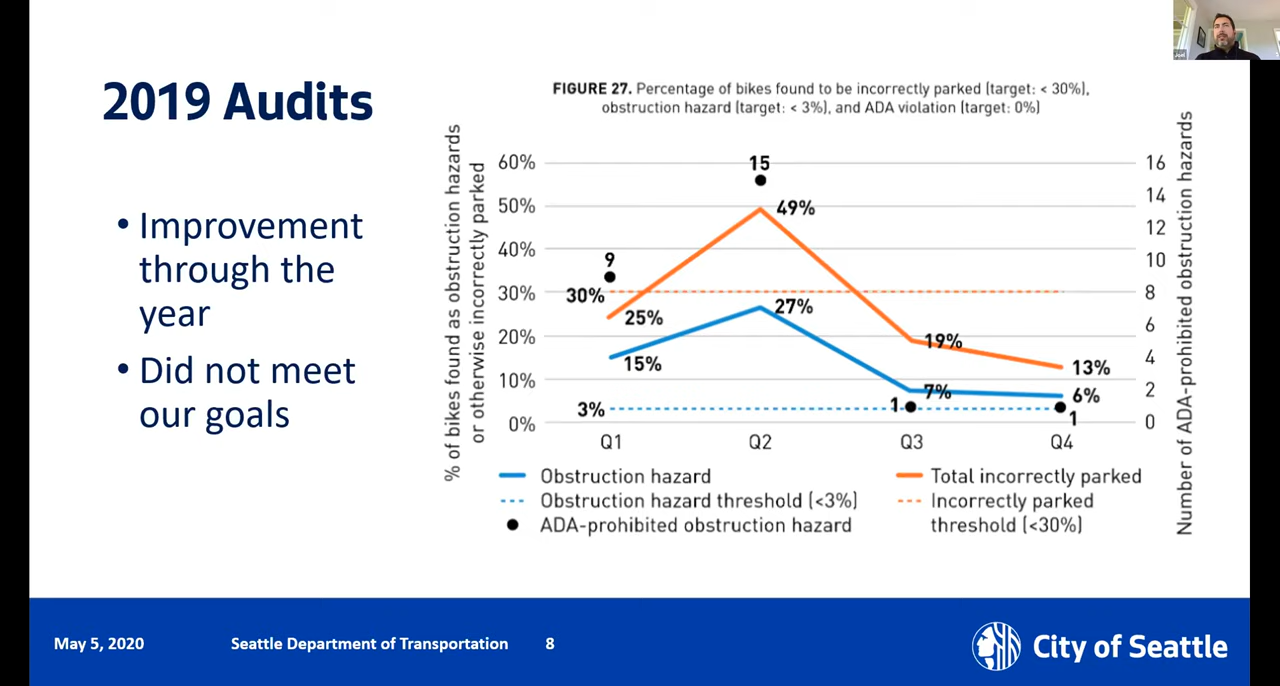 2019 Audits
• Improvement
through the
year
• Did not meet
our goals
FIGURE 27. Percentage of bikes found to be incorrectly parked (target: < 30%),
obstruction hazard (target: < 3%), and ADA violation (target: 0%)
% of bikes found as obstruction hazards
or otherwise incorrectly parked
60%
50%
40%
30%
20%
10%
0%
16
14
12
10
8
6
4
2
0
Number of ADA-prohibited obstruction hazards
9
15
1
1
30%
25%
49%
19%
13%
15%
27%
7%
6%
3%
Q1 Q2 Q3 Q4
Obstruction hazard
Obstruction hazard threshold (<3%)
ADA-prohibited obstruction hazard
Total incorrectly parked
Incorrectly parked
threshold (<30%)
May 5, 2020 Seattle Department of Transportation 8
City of Seattle